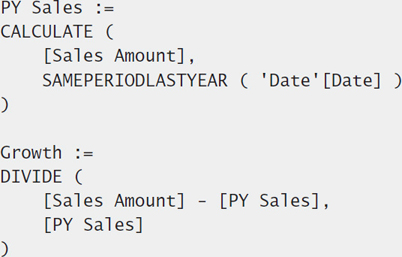 PY Sales :=
CALCULATE (
    [Sales Amount],
    SAMEPERIODLASTYEAR ( 'Date'[Date] )
)

Growth :=
DIVIDE (
    [Sales Amount] - [PY Sales],
    [PY Sales]
)